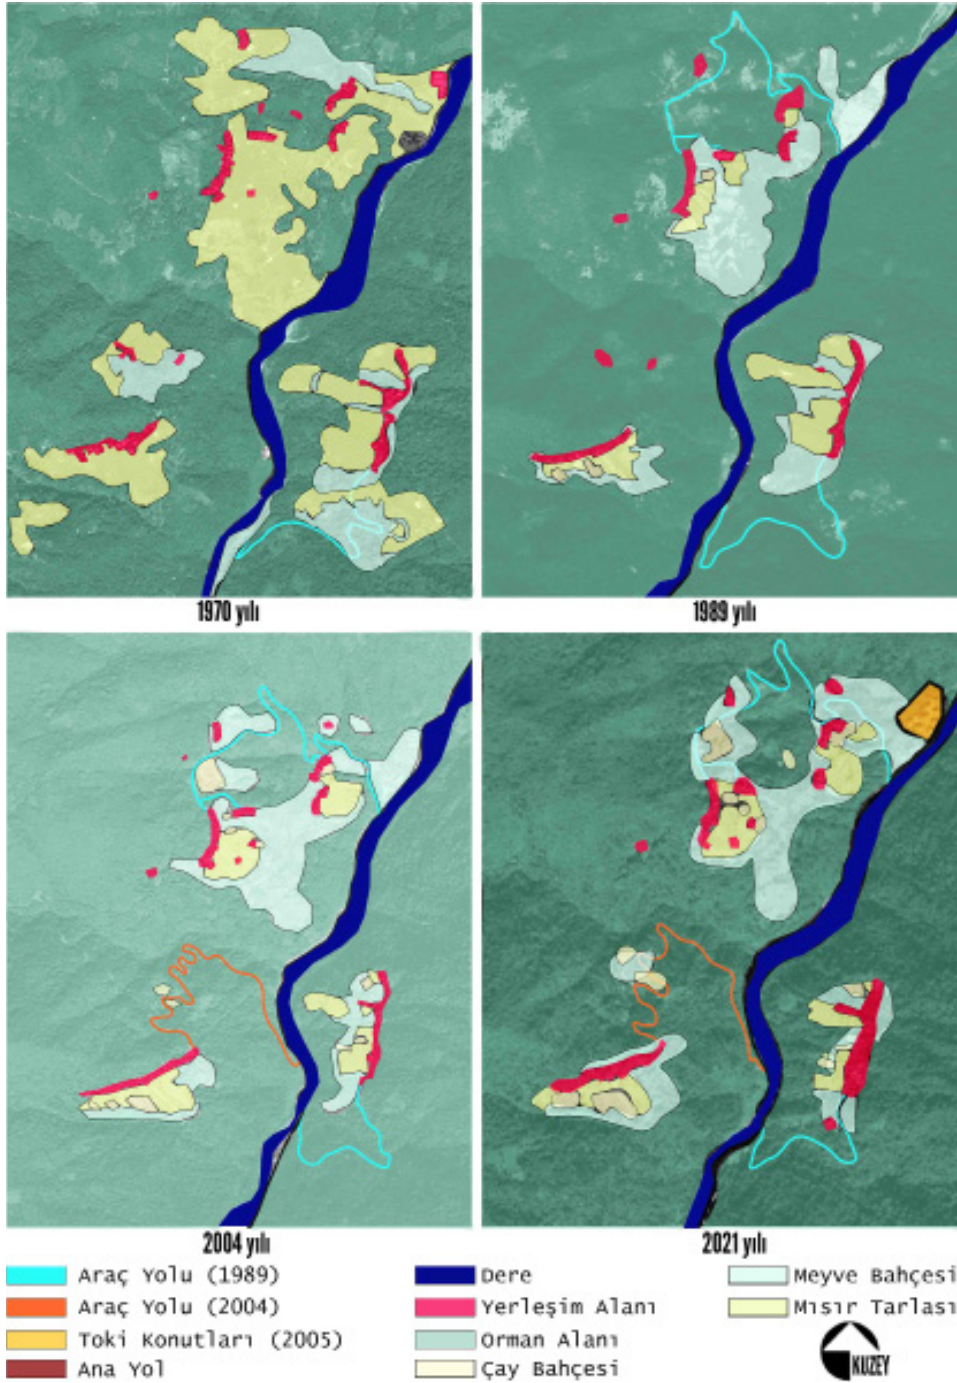 1970 yılı
1989 yılı
2004 yılı
2021 yılı
Araç Yolu (1989)
Araç Yolu (2004)
Toki Konutları (2005)
Ana Yol
Dere
Yerleşim Alanı
Orman Alanı
Çay Bahçesi
Meyve Bahçesi
Mısır Tarlası
KUZEY